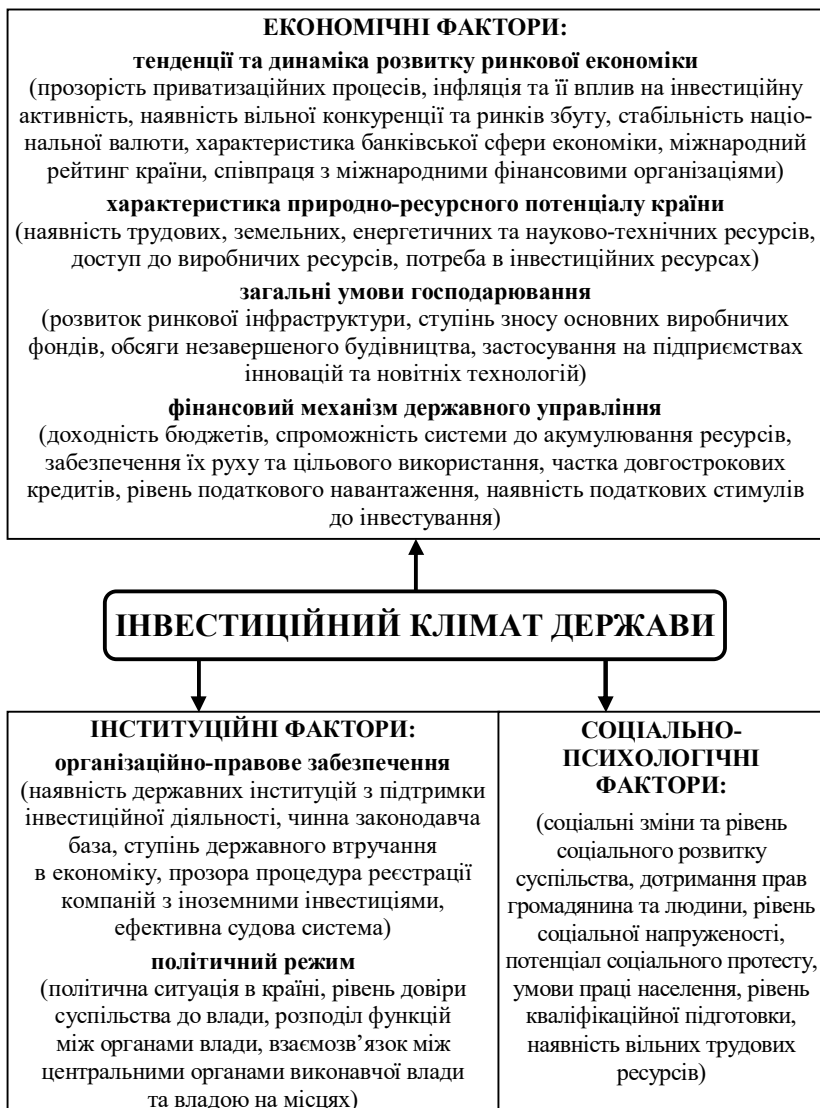 ЕКОНОМІЧНІ ФАКТОРИ:
тенденції та динаміка розвитку ринкової економіки
(прозорість приватизаційних процесів, інфляція та її вплив на інвестиційну
активність, наявність вільної конкуренції та ринків збуту, стабільність націо-
нальної валюти, характеристика банківської сфери економіки, міжнародний
рейтинг країни, співпраця з міжнародними фінансовими організаціями)
характеристика природно-ресурсного потенціалу країни
(наявність трудових, земельних, енергетичних та науково-технічних ресурсів,
доступ до виробничих ресурсів, потреба в інвестиційних ресурсах)
загальні умови господарювання
(розвиток ринкової інфраструктури, ступінь зносу основних виробничих
фондів, обсяги незавершеного будівництва, застосування на підприємствах
інновацій та новітніх технологій)
фінансовий механізм державного управління
(доходність бюджетів, спроможність системи до акумулювання ресурсів,
забезпечення їх руху та цільового використання, частка довгострокових
кредитів, рівень податкового навантаження, наявність податкових стимулів
до інвестування)
ІНВЕСТИЦІЙНИЙ КЛІМАТ ДЕРЖАВИ
ІНСТИТУЦІЙНІ ФАКТОРИ:
організаційно-правове забезпечення
(наявність державних інституцій з підтримки
інвестиційної діяльності, чинна законодавча
база, ступінь державного втручання
в економіку, прозора процедура реєстрації
компаній з іноземними інвестиціями,
ефективна судова система)
політичний режим
(політична ситуація в країні, рівень довіри
суспільства до влади, розподіл функцій
між органами влади, взаємозв’язок між
центральними органами виконавчої влади
та владою на місцях)
СОЦІАЛЬНО-
ПСИХОЛОГІЧНІ
ФАКТОРИ:
(соціальні зміни та рівень
соціального розвитку
суспільства, дотримання прав
громадянина та людини, рівень
соціальної напруженості,
потенціал соціального протесту,
умови праці населення, рівень
кваліфікаційної підготовки,
наявність вільних трудових
ресурсів)